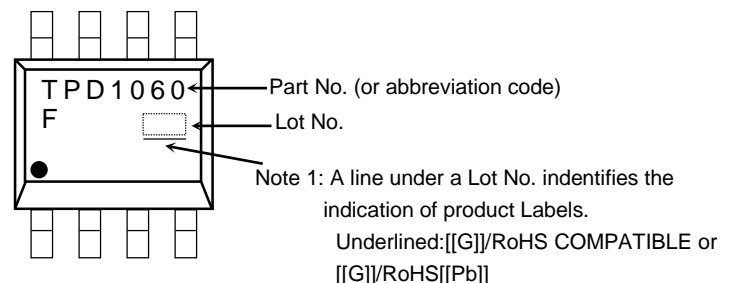 TPD1060
F
Part No. (or abbreviation code)
Lot No.
Note 1: A line under a Lot No. indentifies the
indication of product Labels.
Underlined:[[G]]/RoHS COMPATIBLE or
[[G]]/RoHS[[Pb]]